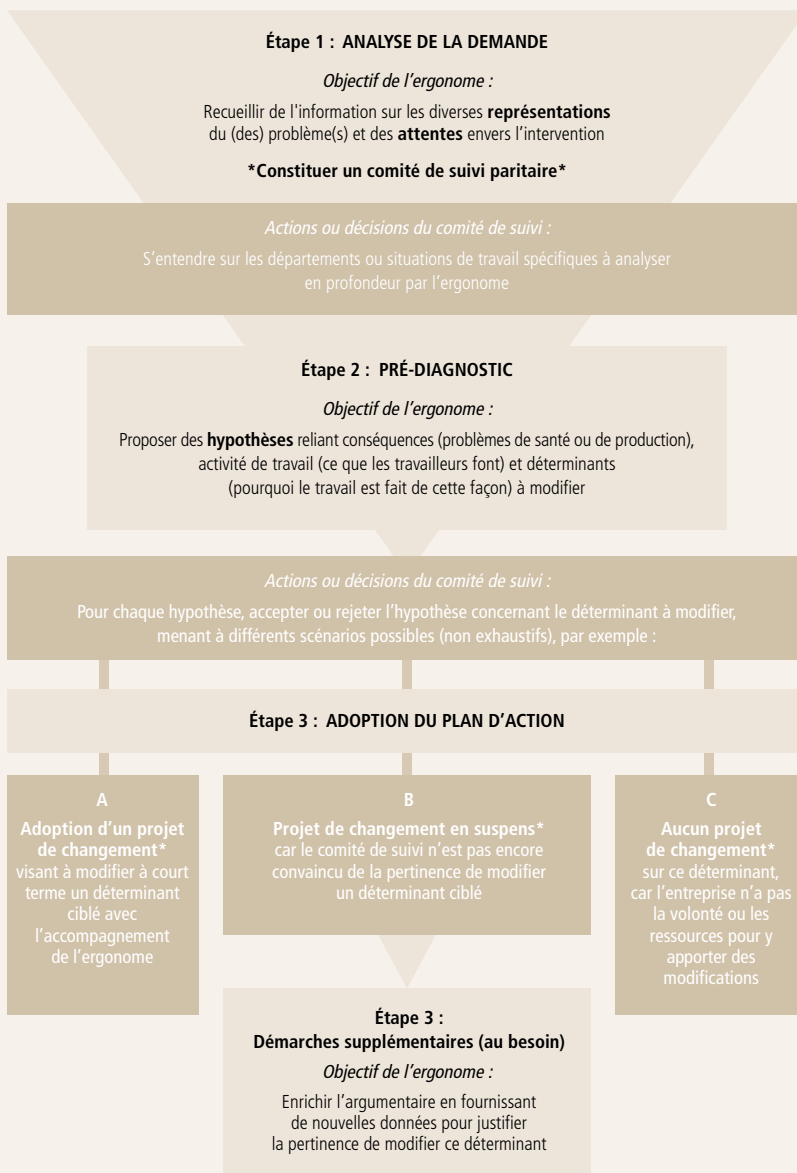 Étape 1 : ANALYSE DE LA DEMANDE
Objectif de l’ergonome :
Recueillir de l'information sur les diverses représentations
du (des) problème(s) et des attentes envers l’intervention
*Constituer un comité de suivi paritaire*
Actions ou décisions du comité de suivi :
S’entendre sur les départements ou situations de travail spécifiques à analyser
en profondeur par l’ergonome
Étape 2 : PRÉ-DIAGNOSTIC
Objectif de l’ergonome :
Proposer des hypothèses reliant conséquences (problèmes de santé ou de production),
activité de travail (ce que les travailleurs font) et déterminants
(pourquoi le travail est fait de cette façon) à modifier
Actions ou décisions du comité de suivi :
Pour chaque hypothèse, accepter ou rejeter l’hypothèse concernant le déterminant à modifier,
menant à différents scénarios possibles (non exhaustifs), par exemple :
Étape 3 : ADOPTION DU PLAN D’ACTION
A
Adoption d’un projet
de changement*
visant à modifier à court
terme un déterminant
ciblé avec
l’accompagnement
de l’ergonome
B
Projet de changement en suspens*
car le comité de suivi n’est pas encore
convaincu de la pertinence de modifier
un déterminant ciblé
C
Aucun projet
de changement*
sur ce déterminant,
car l’entreprise n’a pas
la volonté ou les
ressources pour y
apporter des
modifications
Étape 3 :
Démarches supplémentaires (au besoin)
Objectif de l’ergonome :
Enrichir l’argumentaire en fournissant
de nouvelles données pour justifier
la pertinence de modifier ce déterminant